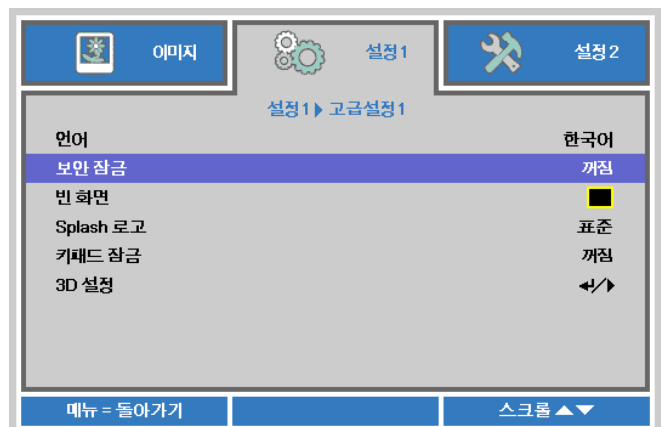 이미지
설정 1
설정 2
설정 1 ▶ 고급설정 1
언어 한국어
보안 잠금 꺼짐
빈 화면
Splash 로고 표준
키패드 잠금 꺼짐
3D 설정 ↵/▶
메뉴 = 돌아가기
스크롤 ▲▼